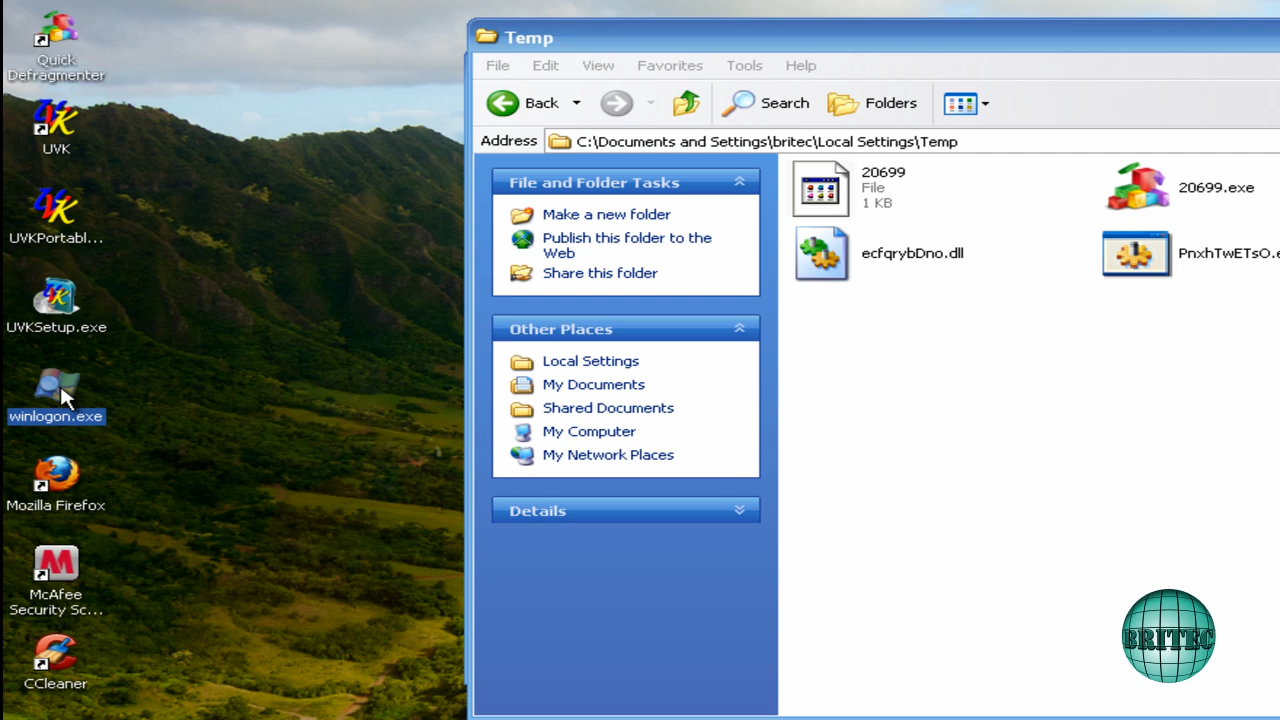 Quick
Defragmenter
UVK
UVKPortabl...
UVKSetup.exe
winlogon.exe
Mozilla Firefox
McAfee
Security Sc...
CCleaner
Temp
File Edit View Favorites Tools Help
Back Search Folders
Address C:\Documents and Settings\britec\Local Settings\Temp
File and Folder Tasks
Make a new folder
Publish this folder to the
Web
Share this folder
Other Places
Local Settings
My Documents
Shared Documents
My Computer
My Network Places
Details
20699
File
1 KB
20699.exe
ecfqrybDno.dll
PnxhTwETsO.e
BRITEC